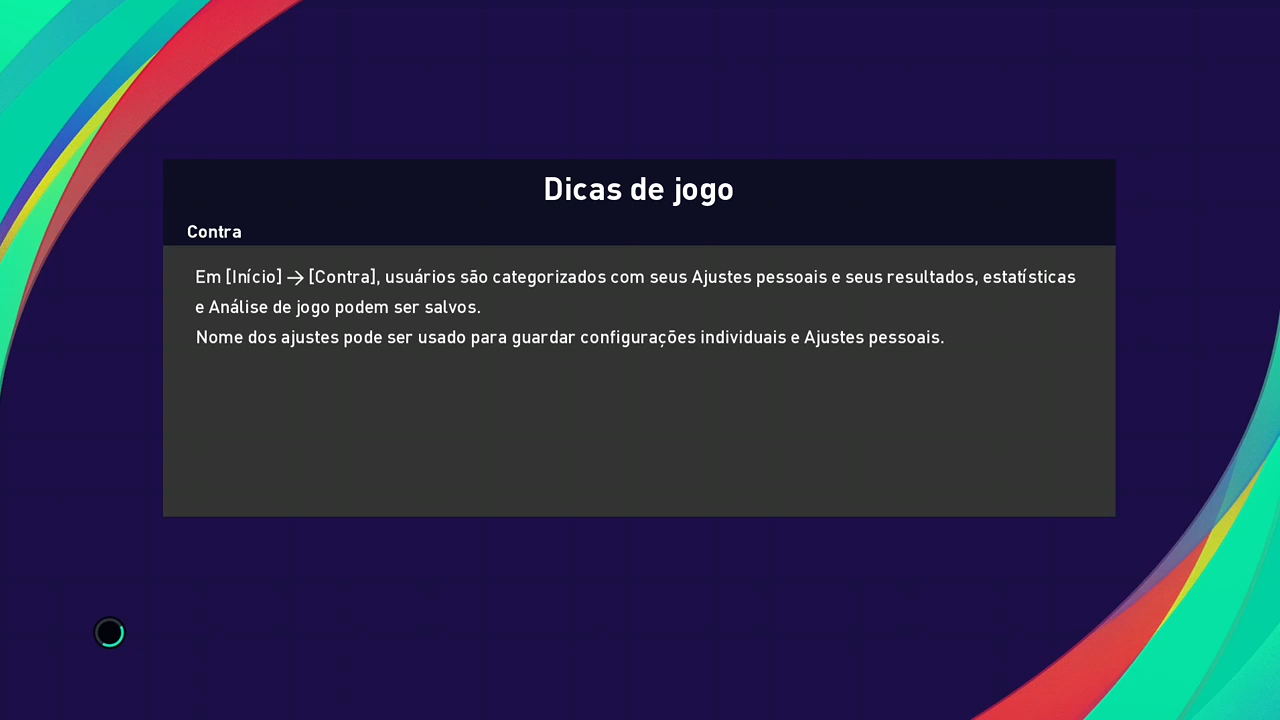 Dicas de jogo
Contra
Em [Início] → [Contra], usuários são categorizados com seus Ajustes pessoais e seus resultados, estatísticas
e Análise de jogo podem ser salvos.
Nome dos ajustes pode ser usado para guardar configurações individuais e Ajustes pessoais.